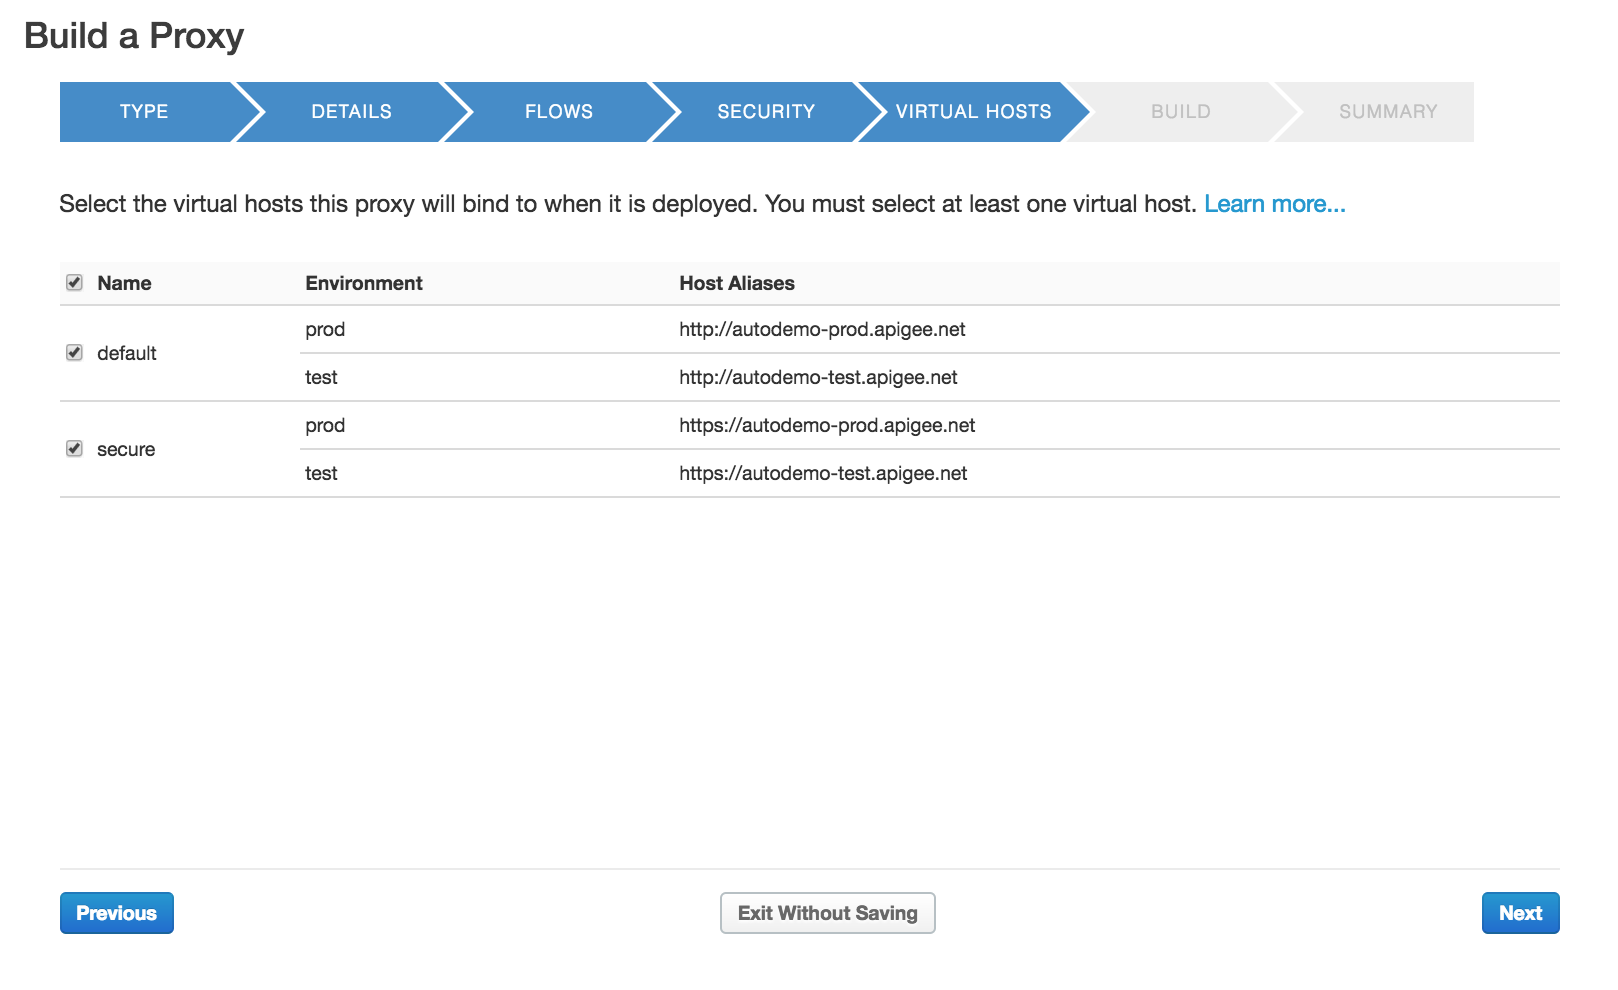 Build a Proxy
TYPE DETAILS FLOWS SECURITY VIRTUAL HOSTS BUILD SUMMARY
Select the virtual hosts this proxy will bind to when it is deployed. You must select at least one virtual host. Learn more...
Name Environment Host Aliases
default
prod http://autodemo-prod.apigee.net
test http://autodemo-test.apigee.net
secure
prod https://autodemo-prod.apigee.net
test https://autodemo-test.apigee.net
Previous Exit Without Saving Next